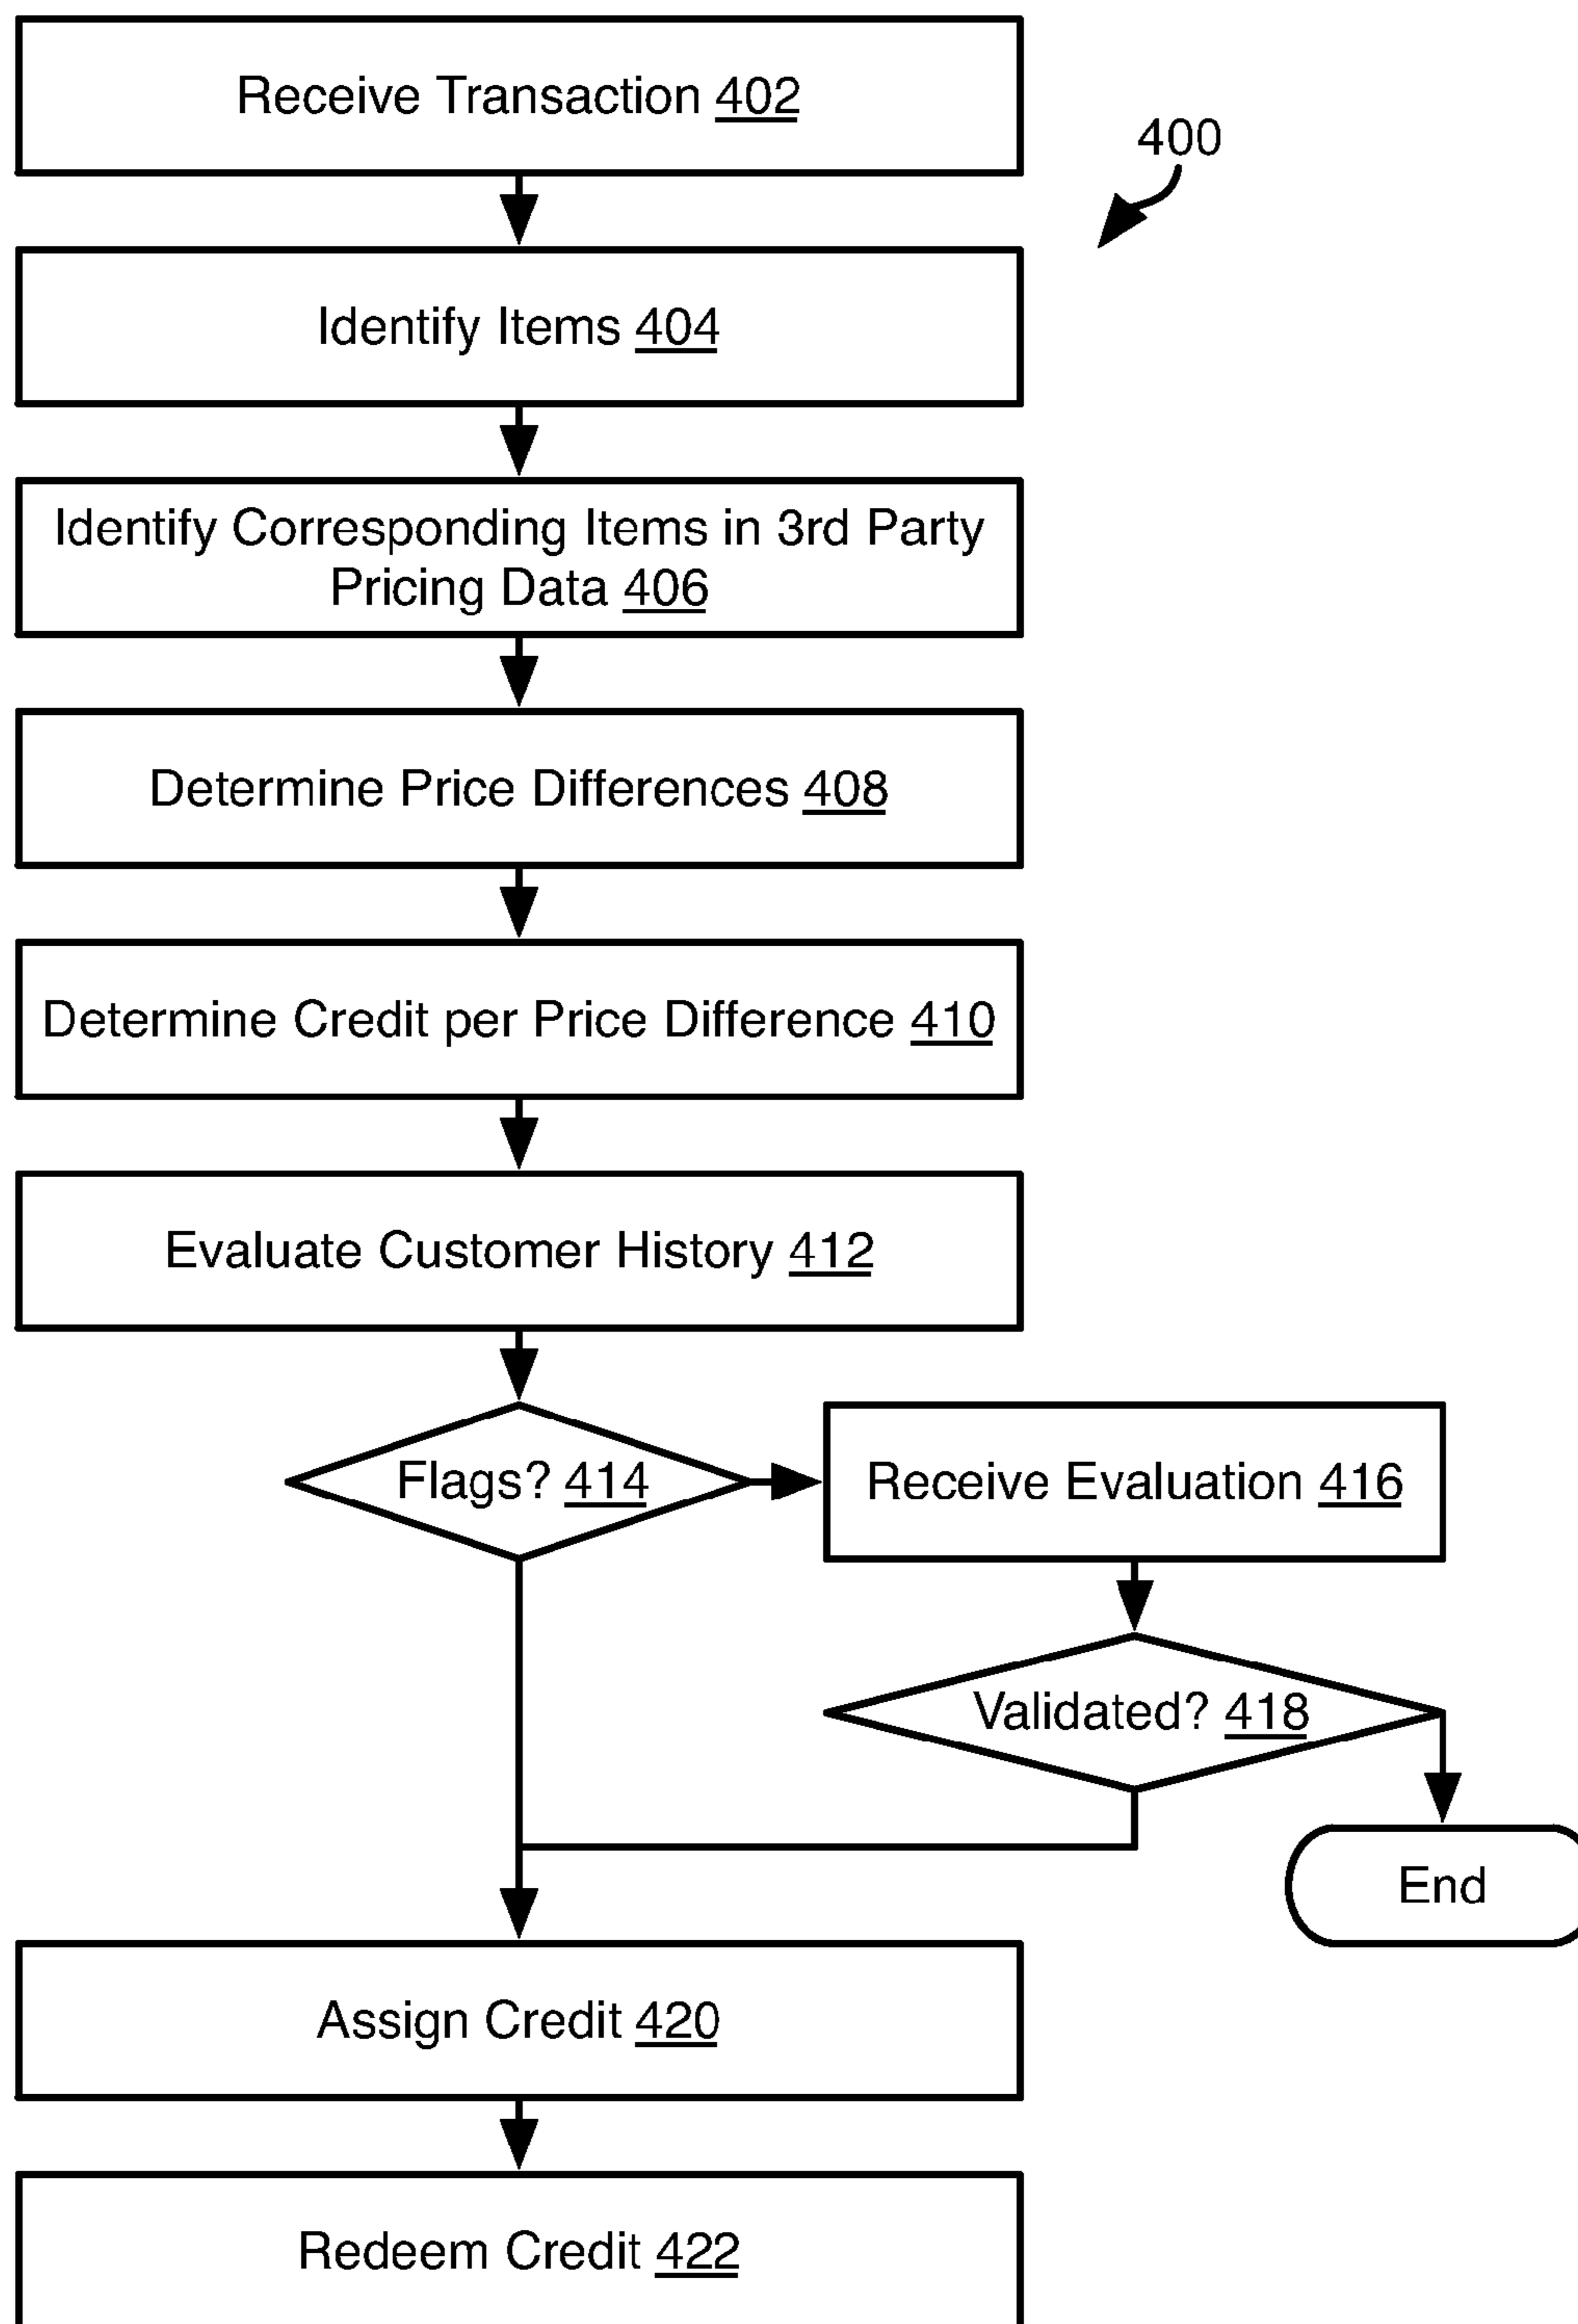 Receive Transaction 402
400
Identify Items 404
Identify Corresponding Items in 3rd Party
Pricing Data 406
Determine Price Differences 408
Determine Credit per Price Difference 410
Evaluate Customer History 412
Flags? 414
Receive Evaluation 416
Validated? 418
End
Assign Credit 420
Redeem Credit 422